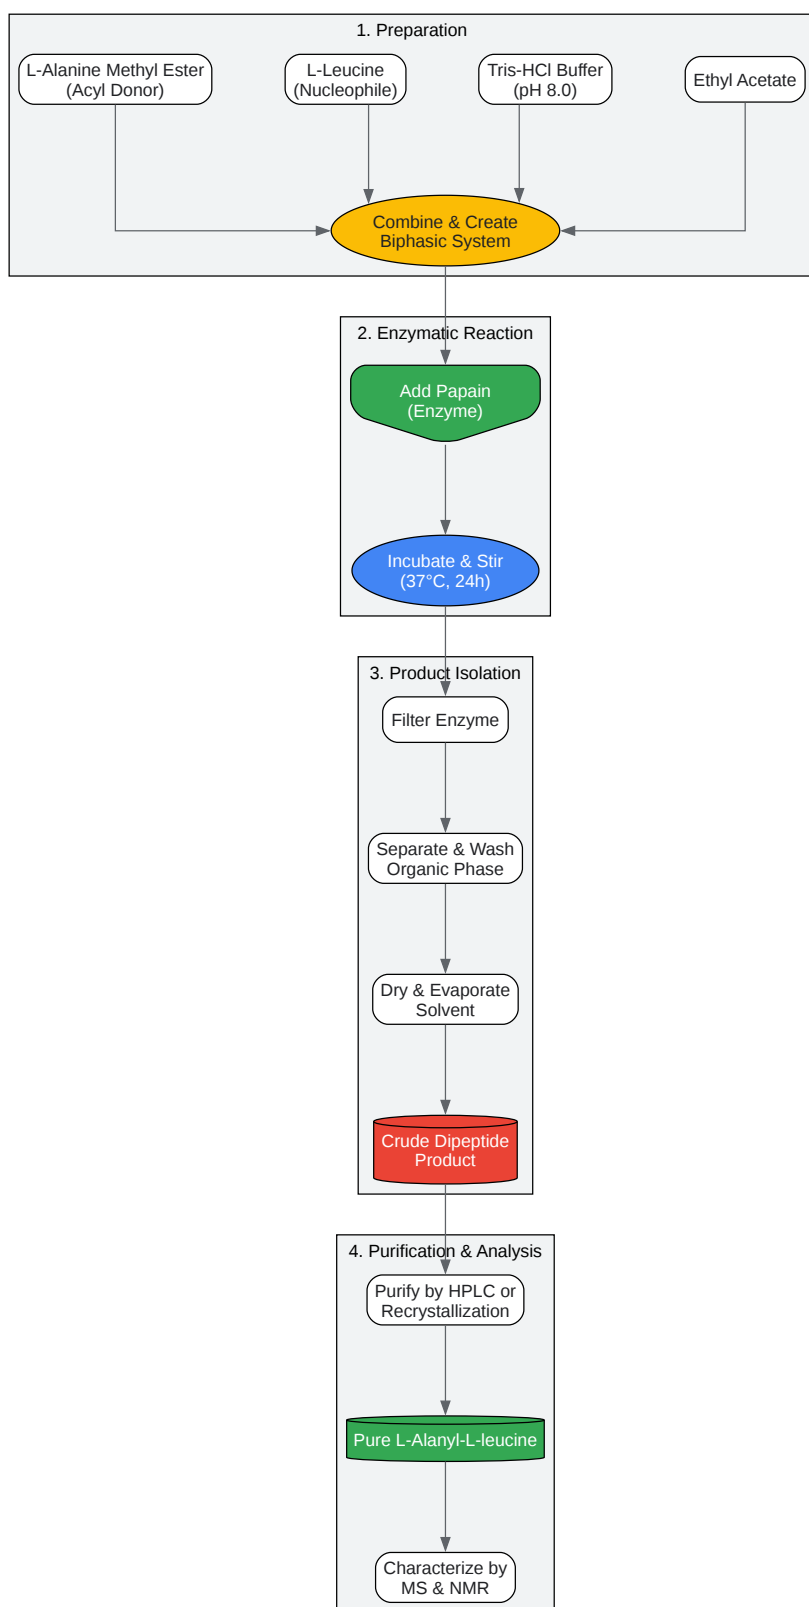 1. Preparation
L-Alanine Methyl Ester
(Acyl Donor)
L-Leucine
(Nucleophile)
Tris-HCl Buffer
(pH 8.0)
Ethyl Acetate
Combine & Create
Biphasic System
2. Enzymatic Reaction
Add Papain
(Enzyme)
Incubate & Stir
(37°C, 24h)
3. Product Isolation
Filter Enzyme
Separate & Wash
Organic Phase
Dry & Evaporate
Solvent
Crude Dipeptide
Product
4. Purification & Analysis
Purify by HPLC or
Recrystallization
Pure L-Alanyl-L-leucine
Characterize by
MS & NMR